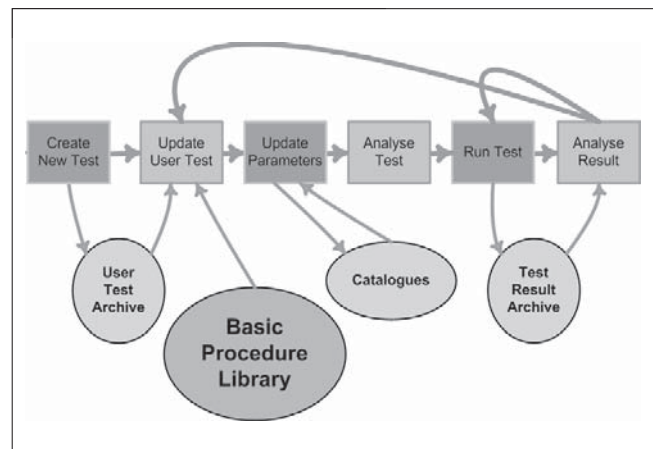 Create
New Test
Update
User Test
Update
Parameters
Analyse
Test
Run Test
Analyse
Result
User
Test
Archive
Basic
Procedure
Library
Catalogues
Test
Result
Archive